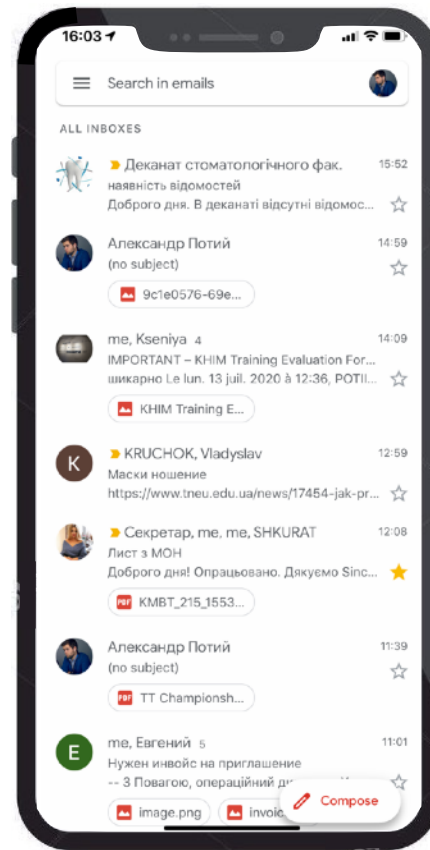 16:03
Search in emails
ALL INBOXES
Деканат стоматологічного фак. 15:52
наявність відомостей
Доброго дня. В деканаті відсутні відомос...
Александр Потий 14:59
(no subject)
9c1e0576-69e...
me, Kseniya 4 14:09
IMPORTANT – KHIM Training Evaluation For...
шикарно Le lun. 13 juil. 2020 à 12:36, POTII...
KHIM Training E...
K
KRUCHOK, Vladyslav 12:59
Маски ношение
https://www.tneu.edu.ua/news/17454-jak-pr...
Секретар, me, me, SHKURAT 12:08
Лист з МОН
Доброго дня! Опрацьовано. Дякуємо Sinc...
PDF KMBT_215_1553...
Александр Потий 11:39
(no subject)
PDF TT Championsh...
E
me, Евгений 5 11:01
Нужен инвойс на приглашение
-- З Повагою, операційний
Compose
image.png